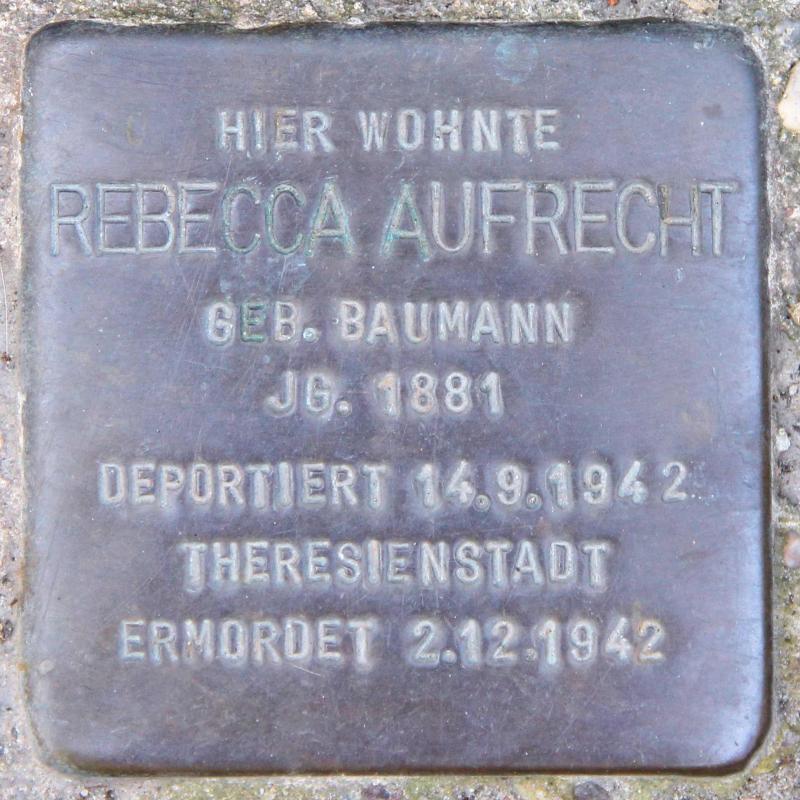 HIER WOHNTE
REBECCA AUFRECHT
GEB. BAUMANN
JG. 1881
DEPORTIERT 14.9.1942
THERESIENSTADT
ERMORDET 2.12.1942